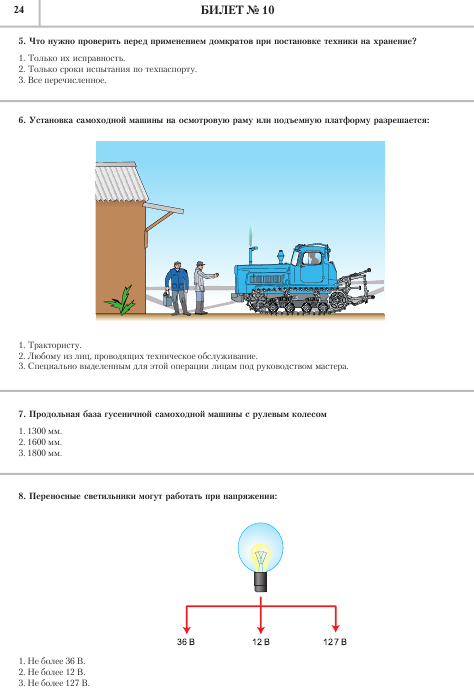 24
БИЛЕТ № 10
5. Что нужно проверить перед применением домкратов при постановке техники на хранение?
1. Только их исправность.
2. Только сроки испытания по техпаспорту.
3. Все перечисленное.
6. Установка самоходной машины на осмотровую раму или подъемную платформу разрешается:
1. Трактористу.
2. Любому из лиц, проводящих техническое обслуживание.
3. Специально выделенным для этой операции лицам под руководством мастера.
7. Продольная база гусеничной самоходной машины с рулевым колесом
1. 1300 мм.
2. 1600 мм.
3. 1800 мм.
8. Переносные светильники могут работать при напряжении:
36 В 12 В 127 В
1. Не более 36 В.
2. Не более 12 В.
3. Не более 127 В.